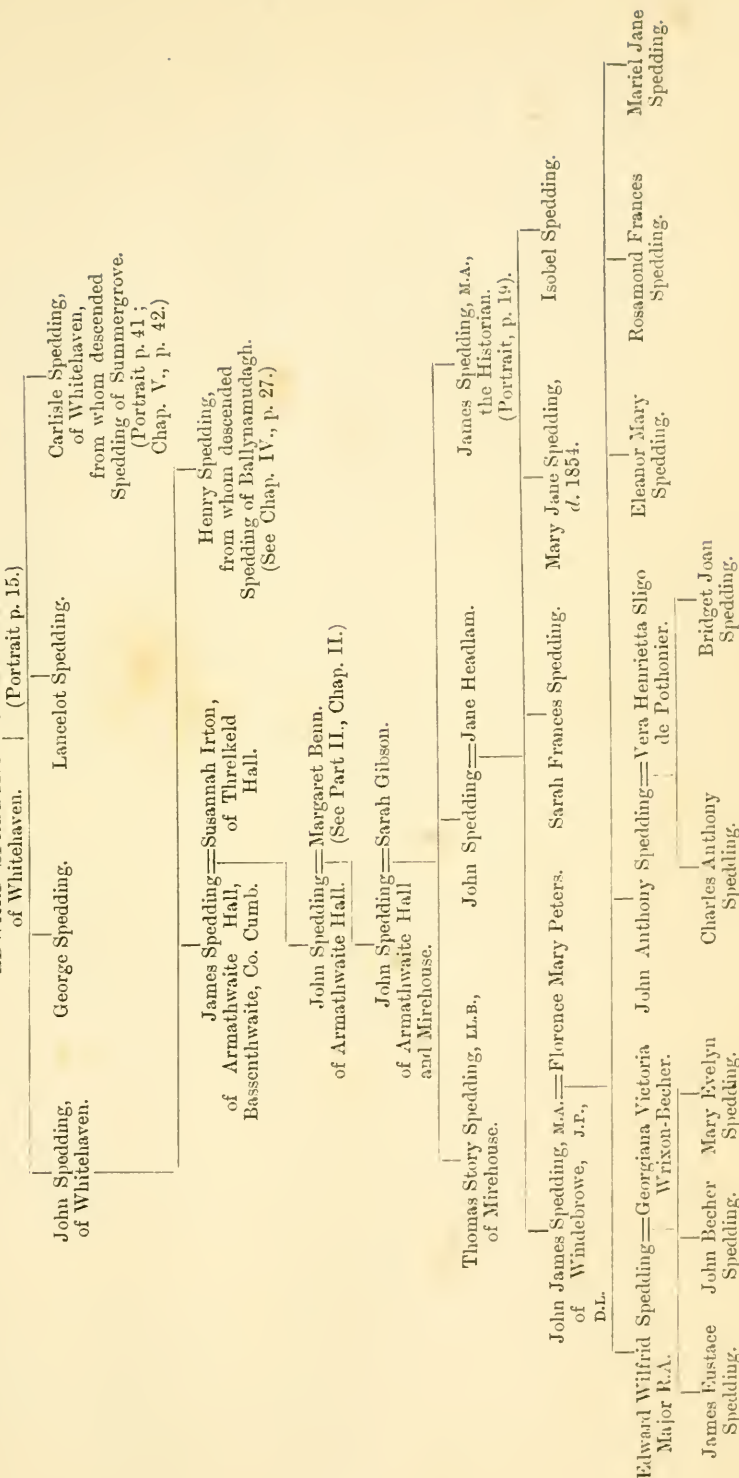 of Whitehaven.
(Portrait p. 15.)
John Spedding,
of Whitehaven.
George Spedding.
Lancelot Spedding.
Carlisle Spedding,
of Whitehaven,
from whom descended
Spedding of Summergrove.
(Portrait p. 41 ;
Chap. V., p. 42.)
James Spedding=Susannah Irton,
of Armathwaite Hall, of Threlkeld
Bassenthwaite, Co. Cumb. Hall.
Henry Spedding,
from whom descended
Spedding of Ballynamudagh.
(See Chap. IV., p. 27.)
John Spedding=Margaret Benn.
of Armathwaite Hall. (See Part II., Chap. II.)
John Spedding=Sarah Gibson.
of Armathwaite Hall
and Mirehouse.
Thomas Story Spedding, LL.B.,
of Mirehouse.
John Spedding=Jane Headlam.
James Spedding, M.A.,
the Historian.
(Portrait, p. 19).
John James Spedding, M.A.=Florence Mary Peters.
of Windebrowe, J.P.,
D.L.
Sarah Frances Spedding.
Mary Jane Spedding,
d. 1854.
Isobel Spedding.
Edward Wilfrid Spedding=Georgiana Victoria
Major R.A. Wrixon-Becher.
John Anthony Spedding=Vera Henrietta Sligo
de Pothonier.
Eleanor Mary
Spedding.
Rosamond Frances
Spedding.
Mariel Jane
Spedding.
James Eustace
Spedding.
John Becher
Spedding.
Mary Evelyn
Spedding.
Charles Anthony
Spedding.
Bridget Joan
Spedding.